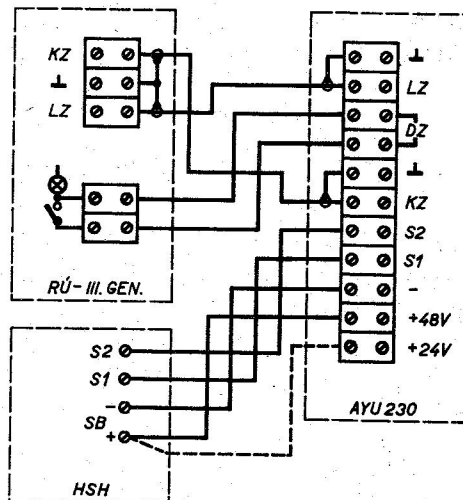 KZ
⊥
LZ
RÚ-III. GEN.
S2
S1
-
SB
+
HSH
⊥
LZ
DZ
⊥
KZ
S2
S1
-
+48V
+24V
AYU 230